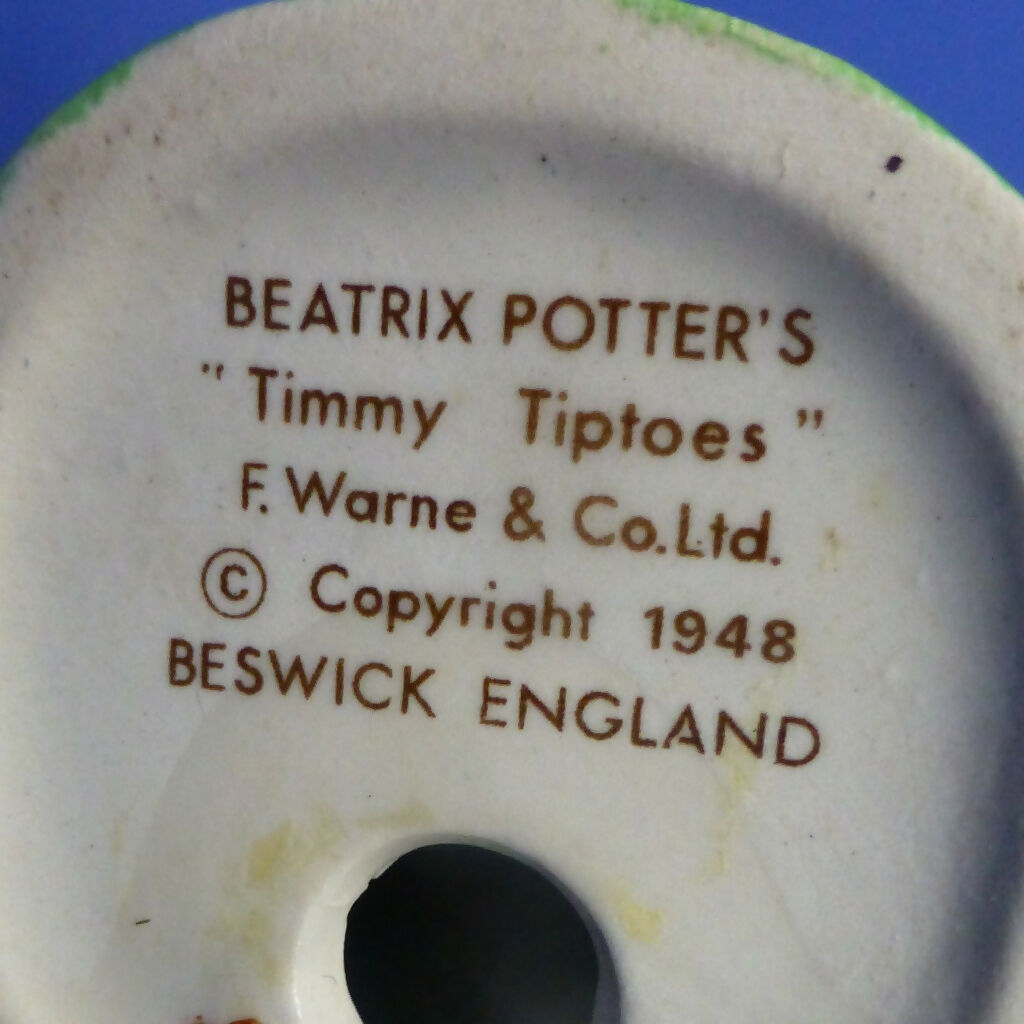 BEATRIX POTTER'S
" Timmy Tiptoes "
F. Warne & Co. Ltd.
© Copyright 1948
BESWICK ENGLAND